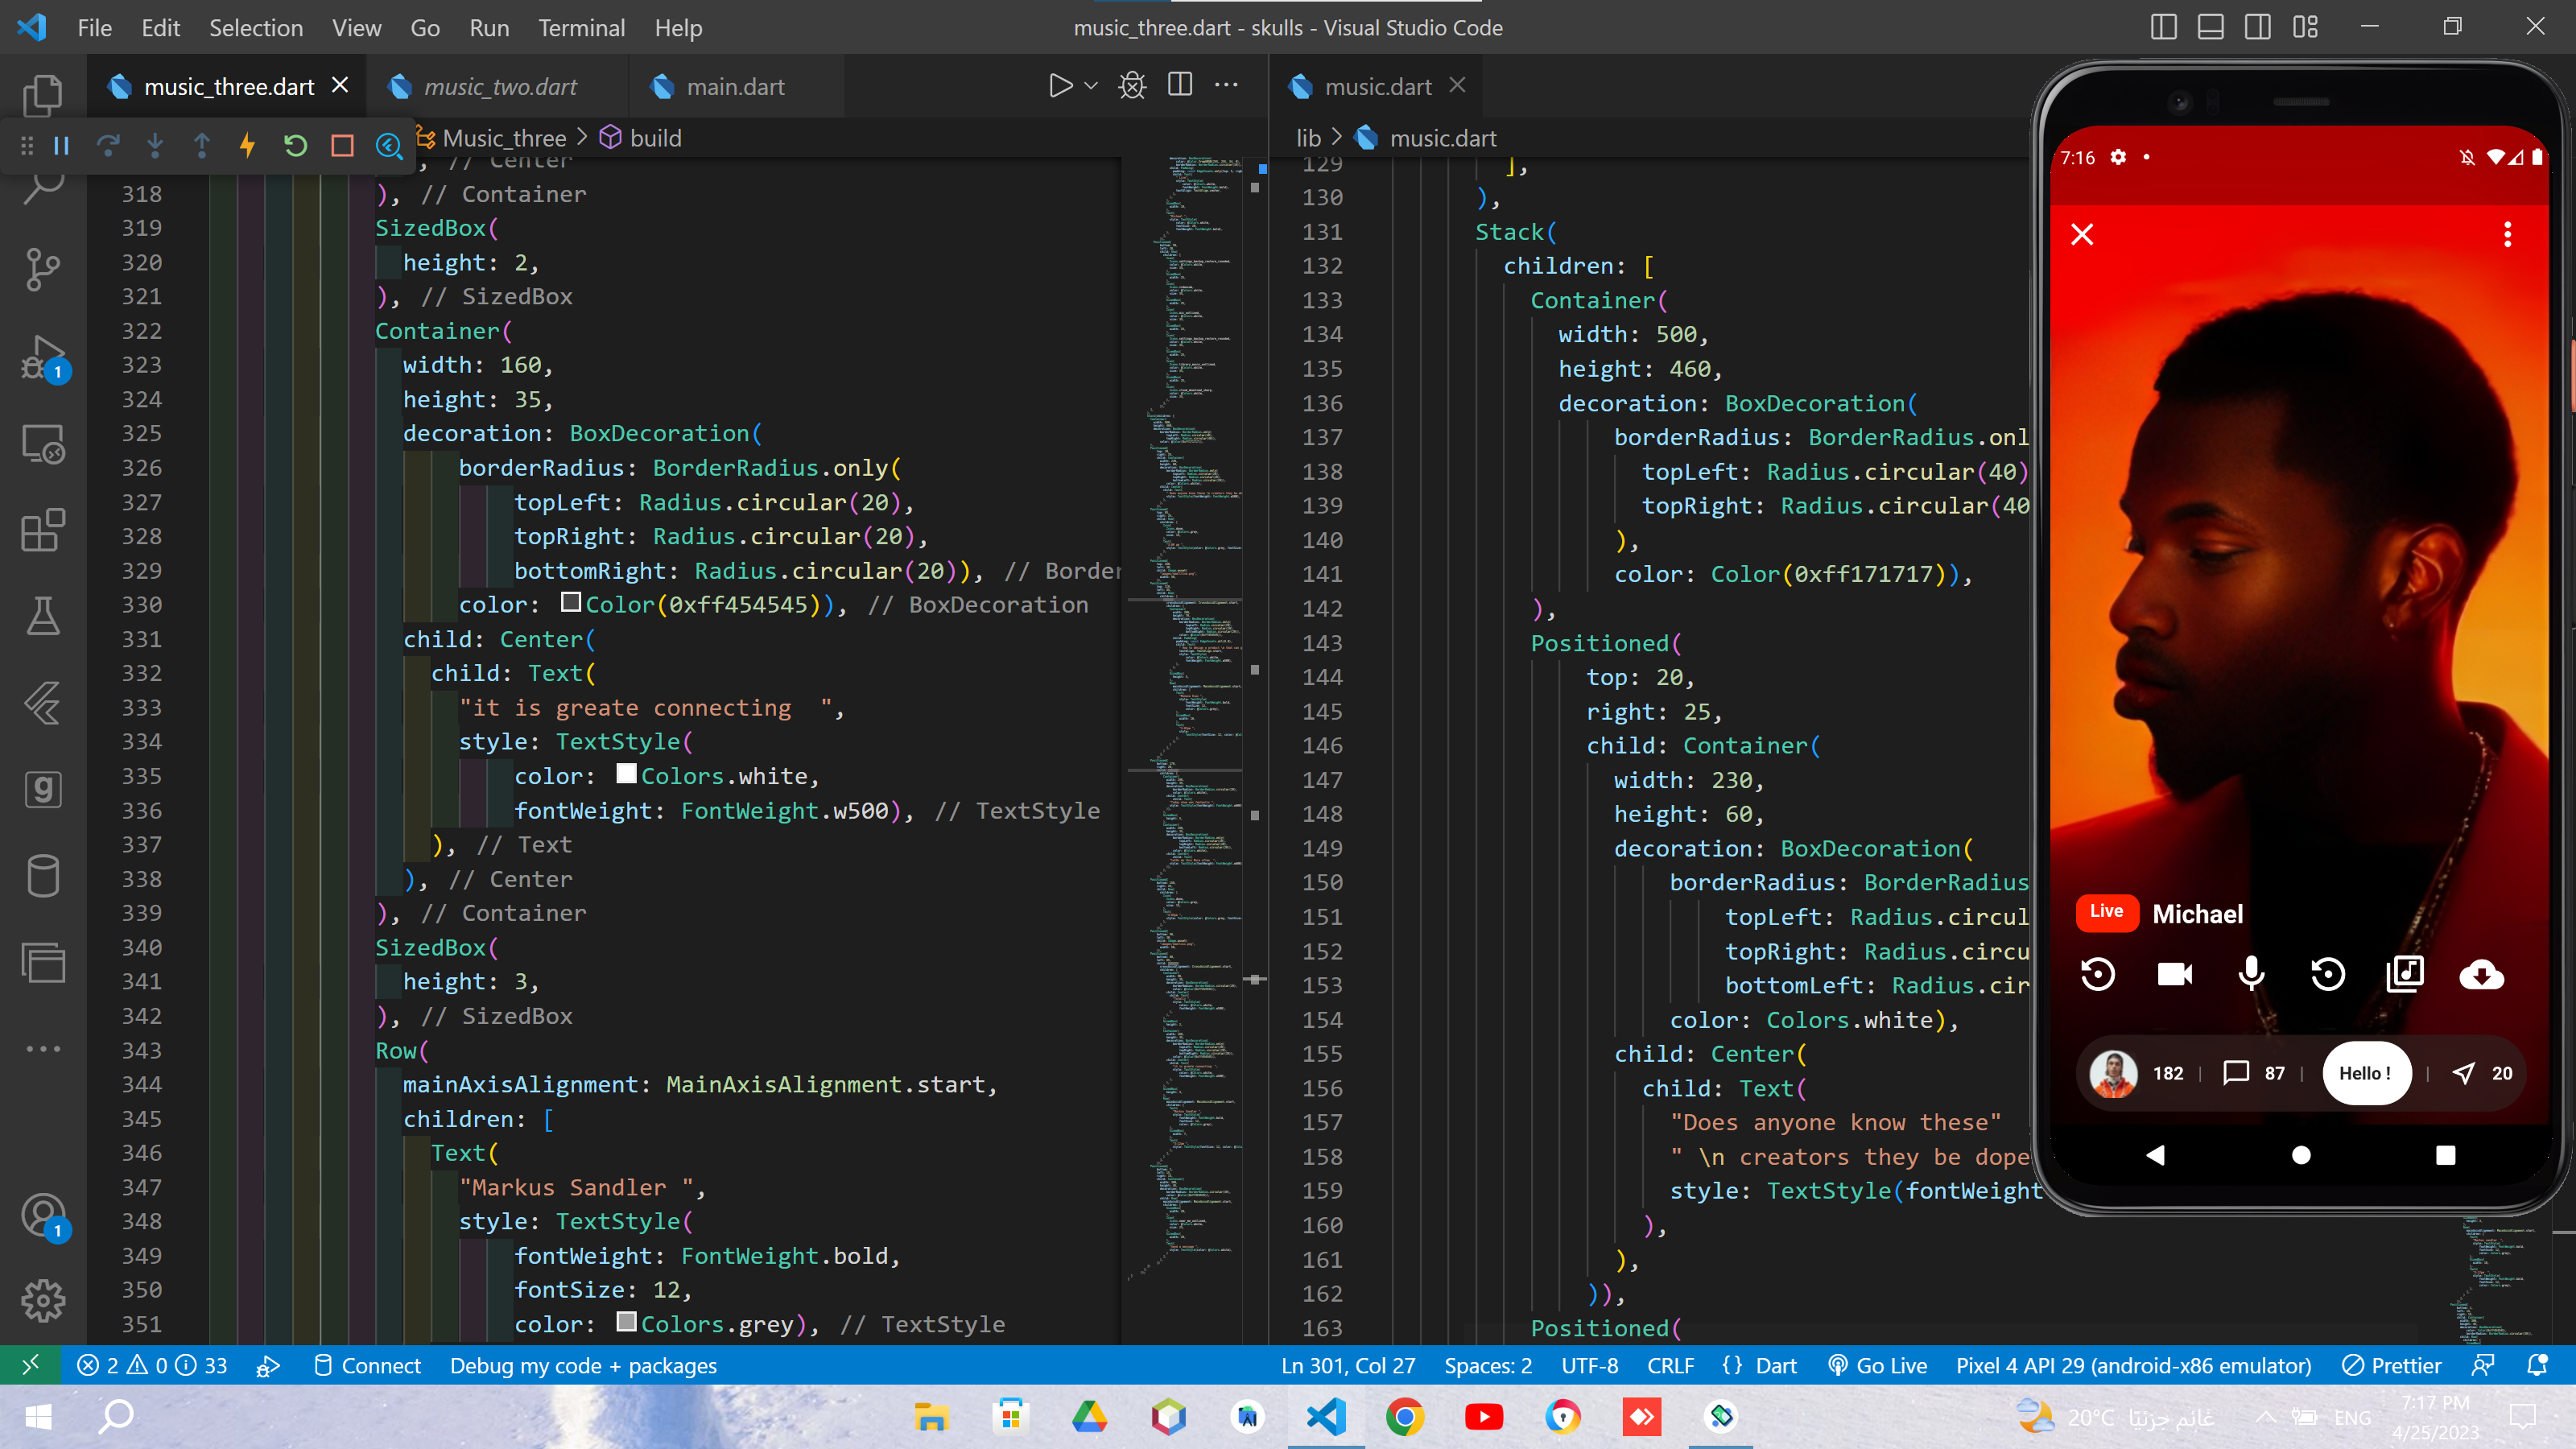 File Edit Selection View Go Run Terminal Help
music_three.dart - skulls - Visual Studio Code
music_three.dart
music_two.dart
main.dart
Music_three > build
// Center
318 ), // Container
319 SizedBox(
320 height: 2,
321 ), // SizedBox
322 Container(
323 width: 160,
324 height: 35,
325 decoration: BoxDecoration(
326 borderRadius: BorderRadius.only(
327 topLeft: Radius.circular(20),
328 topRight: Radius.circular(20),
329 bottomRight: Radius.circular(20)), // Border
330 color: Color(0xff454545)), // BoxDecoration
331 child: Center(
332 child: Text(
333 "it is greate connecting  ",
334 style: TextStyle(
335 color: Colors.white,
336 fontWeight: FontWeight.w500), // TextStyle
337 ), // Text
338 ), // Center
339 ), // Container
340 SizedBox(
341 height: 3,
342 ), // SizedBox
343 Row(
344 mainAxisAlignment: MainAxisAlignment.start,
345 children: [
346 Text(
347 "Markus Sandler ",
348 style: TextStyle(
349 fontWeight: FontWeight.bold,
350 fontSize: 12,
351 color: Colors.grey), // TextStyle
music.dart
lib > music.dart
129 ],
130 ),
131 Stack(
132 children: [
133 Container(
134 width: 500,
135 height: 460,
136 decoration: BoxDecoration(
137 borderRadius: BorderRadius.onl
138 topLeft: Radius.circular(40)
139 topRight: Radius.circular(40
140 ),
141 color: Color(0xff171717)),
142 ),
143 Positioned(
144 top: 20,
145 right: 25,
146 child: Container(
147 width: 230,
148 height: 60,
149 decoration: BoxDecoration(
150 borderRadius: BorderRadius
151 topLeft: Radius.circul
152 topRight: Radius.circu
153 bottomLeft: Radius.cir
154 color: Colors.white),
155 child: Center(
156 child: Text(
157 "Does anyone know these"
158 " \n creators they be dope
159 style: TextStyle(fontWeight
160 ),
161 ),
162 )),
163 Positioned(
7:16
Live Michael
182 | 87 | Hello ! | 20
2 0 33 Connect Debug my code + packages
Ln 301, Col 27 Spaces: 2 UTF-8 CRLF {} Dart Go Live Pixel 4 API 29 (android-x86 emulator) Prettier
20°C غائم جزئيًا ENG
7:17 PM
4/25/2023